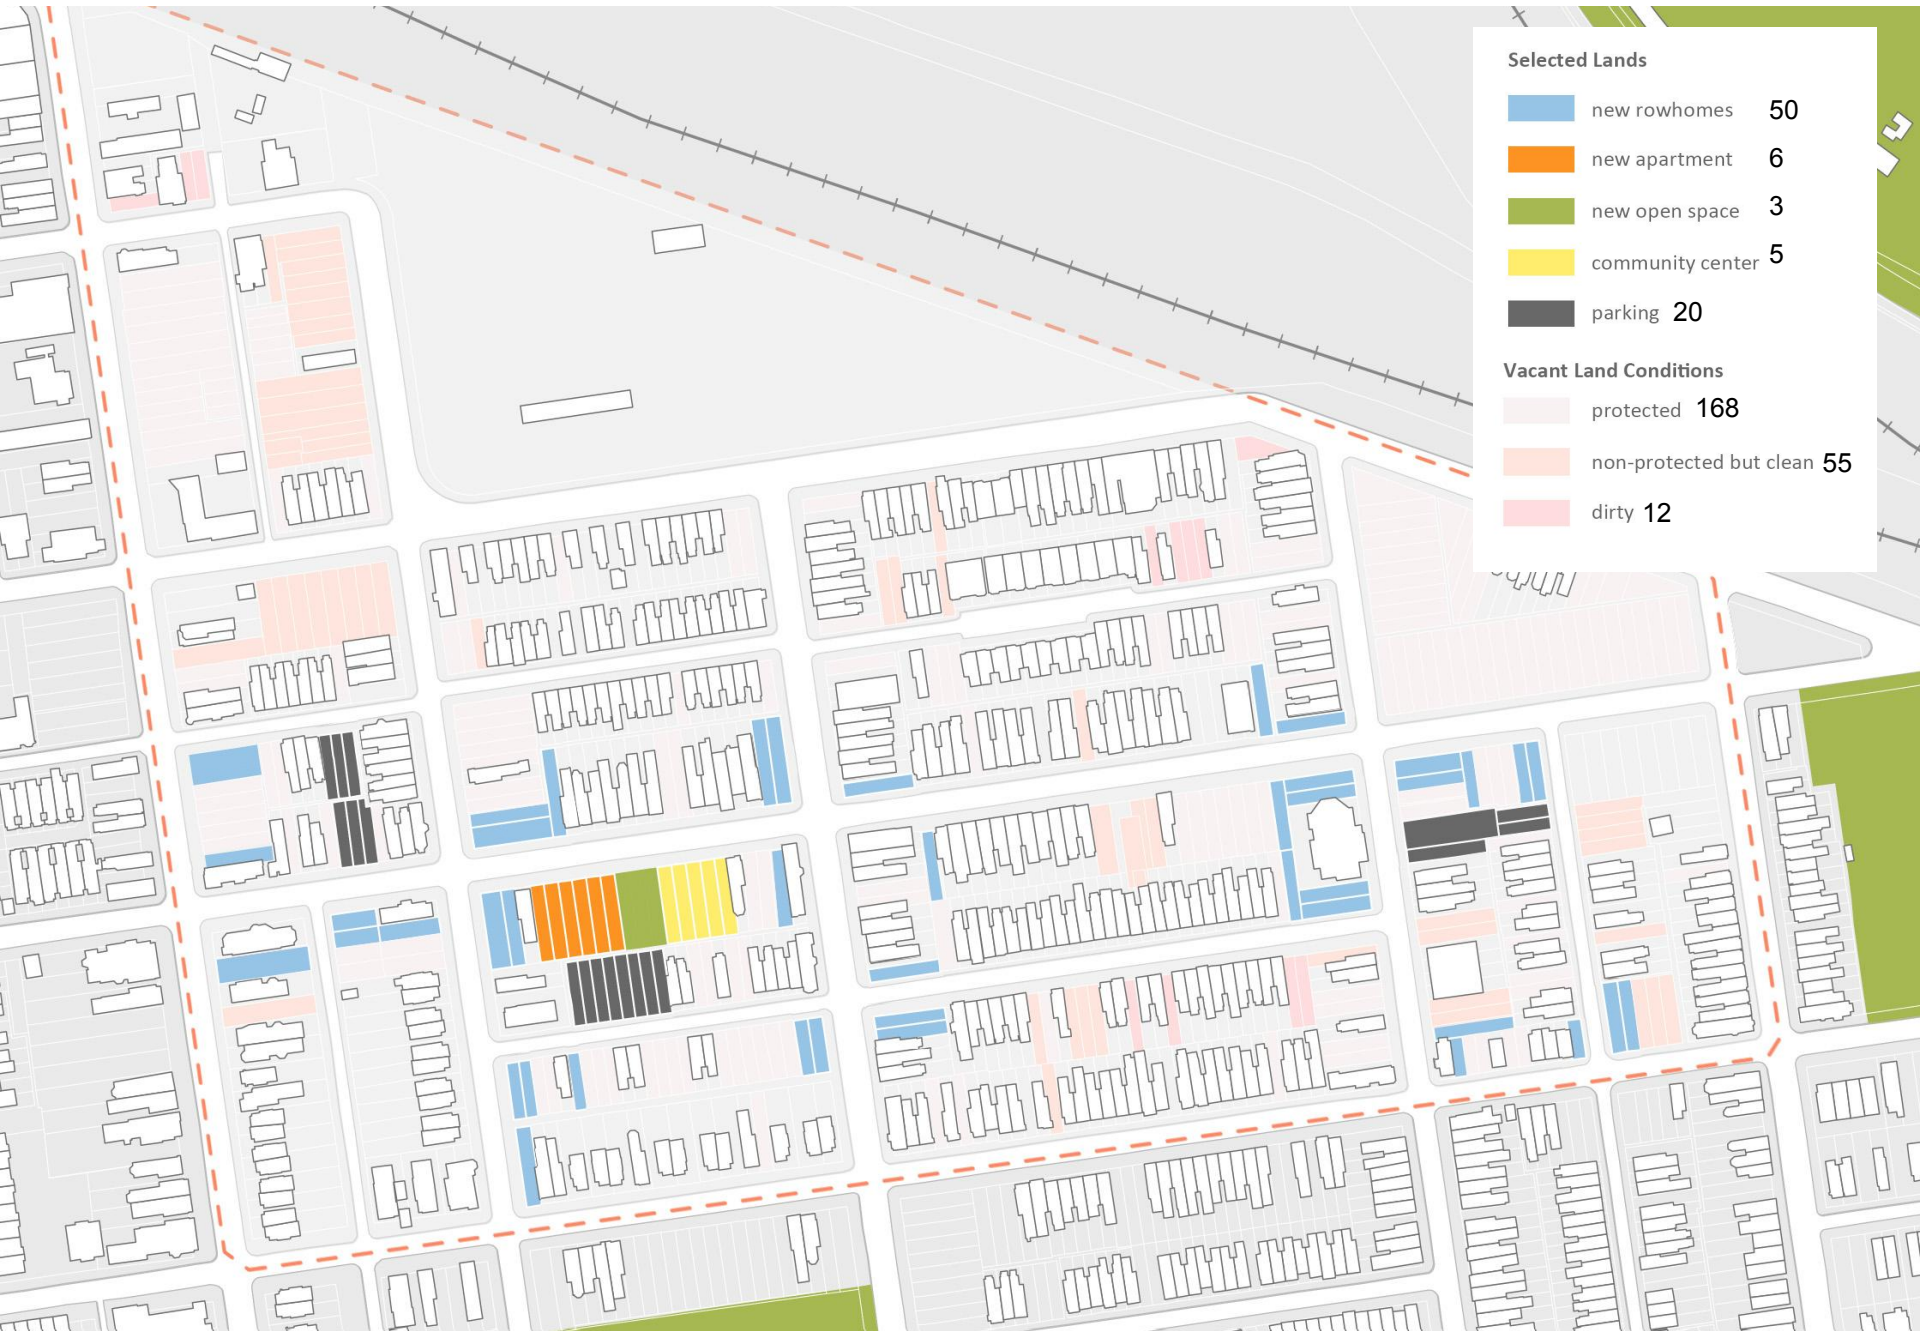 Selected Lands
new rowhomes 50
new apartment 6
new open space 3
community center 5
parking 20
Vacant Land Conditions
protected 168
non-protected but clean 55
dirty 12